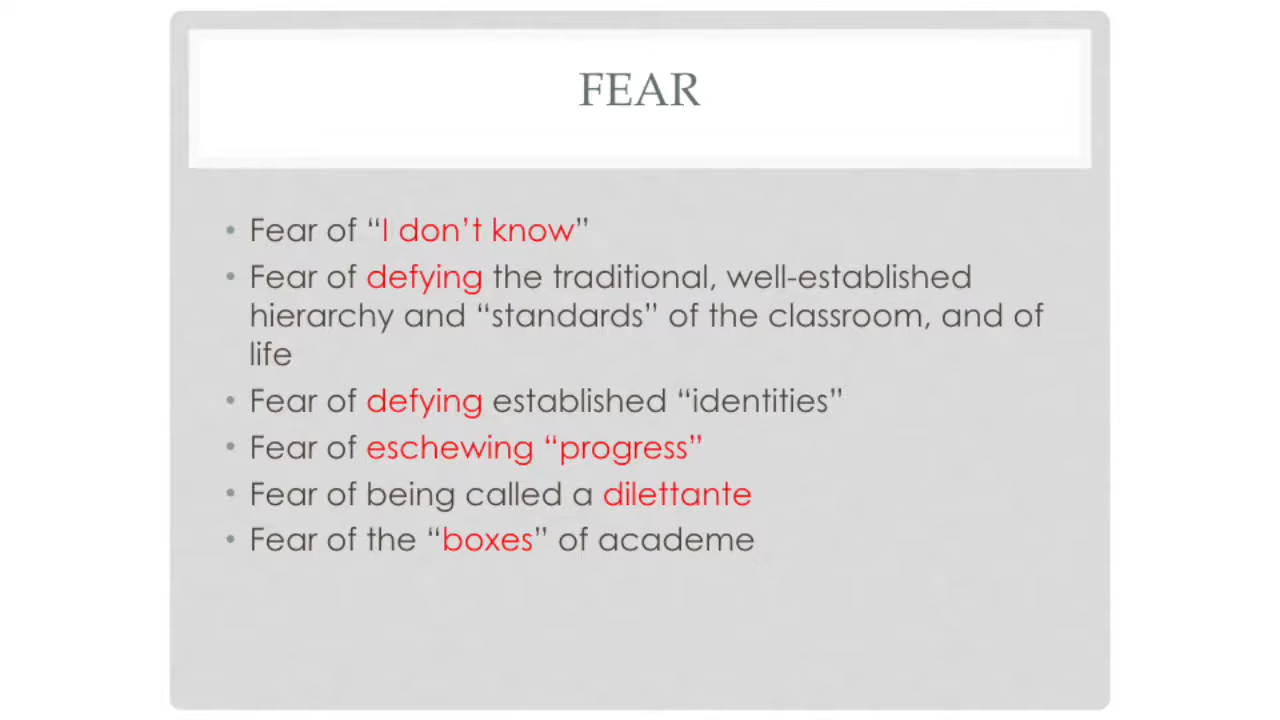 FEAR
• Fear of “I don’t know”
• Fear of defying the traditional, well-established
hierarchy and “standards” of the classroom, and of
life
• Fear of defying established “identities”
• Fear of eschewing “progress”
• Fear of being called a dilettante
• Fear of the “boxes” of academe